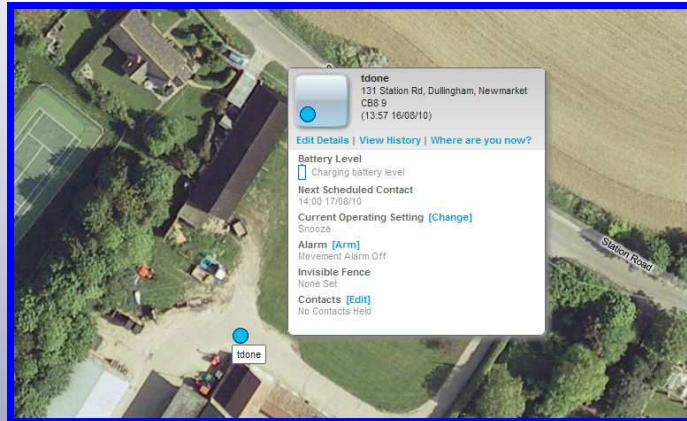 tdone
131 Station Rd, Dullingham, Newmarket
CB8 9
(13:57 16/08/10)
Edit Details | View History | Where are you now?
Battery Level
Charging battery level
Next Scheduled Contact
14:00 17/08/10
Current Operating Setting [Change]
Snooze
Alarm [Arm]
Movement Alarm Off
Invisible Fence
None Set
Contacts [Edit]
No Contacts Held
Station Road
tdone